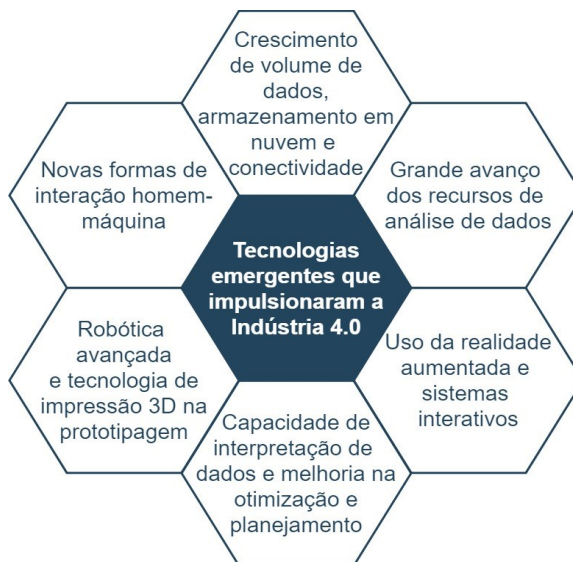 Crescimento
de volume de
dados,
armazenamento em
nuvem e
conectividade
Novas formas de
interação homem-
máquina
Grande avanço
dos recursos de
análise de dados
Tecnologias
emergentes que
impulsionaram a
Indústria 4.0
Robótica
avançada
e tecnologia de
impressão 3D na
prototipagem
Uso da realidade
aumentada e
sistemas
interativos
Capacidade de
interpretação de
dados e melhoria na
otimização e
planejamento